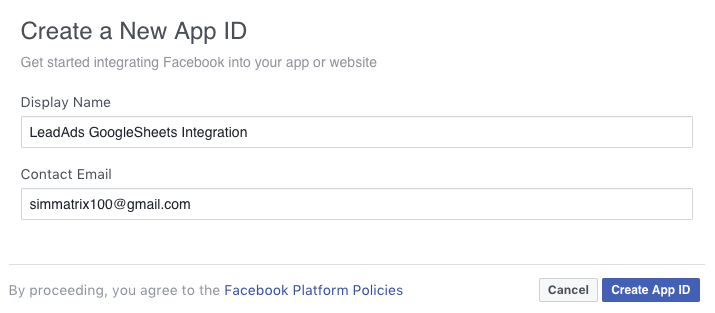 Create a New App ID
Get started integrating Facebook into your app or website
Display Name
LeadAds GoogleSheets Integration
Contact Email
simmatrix100@gmail.com
By proceeding, you agree to the Facebook Platform Policies
Cancel
Create App ID